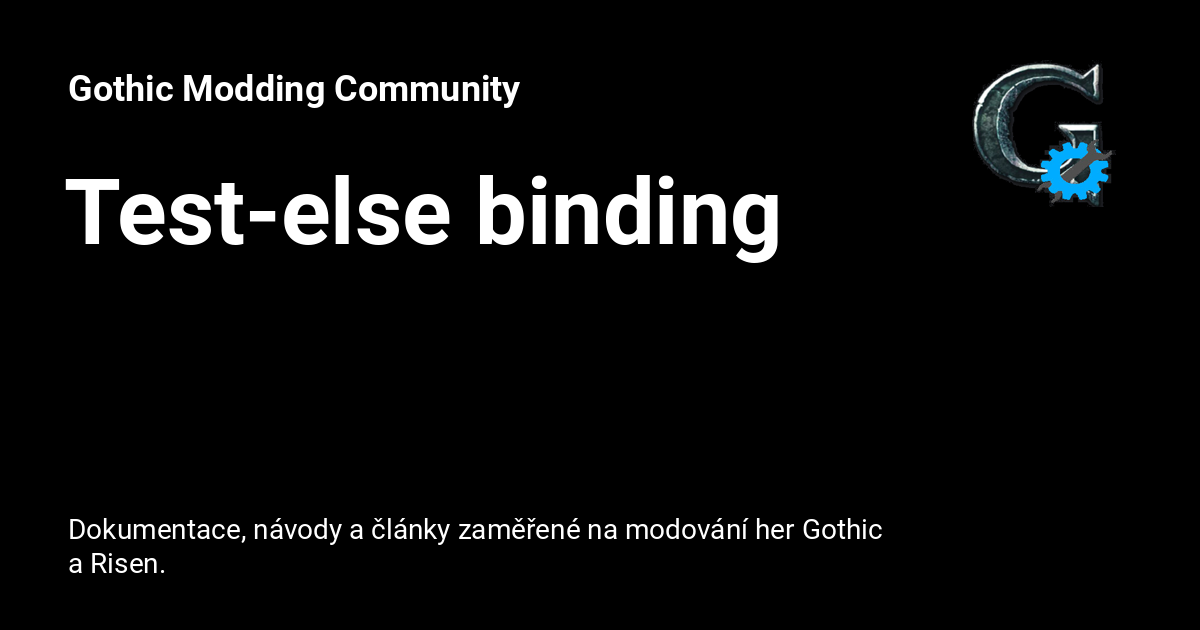 Gothic Modding Community
Test-else binding
Dokumentace, návody a články zaměřené na modování her Gothic
a Risen.